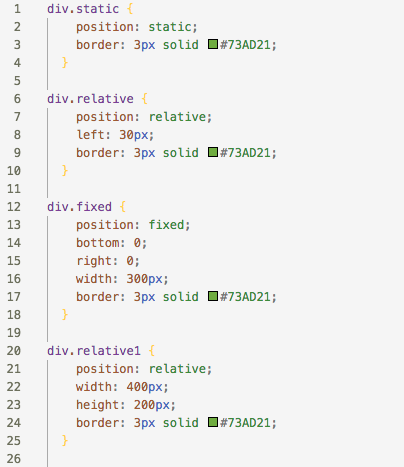 1 div.static {
2 position: static;
3 border: 3px solid #73AD21;
4 }
5
6 div.relative {
7 position: relative;
8 left: 30px;
9 border: 3px solid #73AD21;
10 }
11
12 div.fixed {
13 position: fixed;
14 bottom: 0;
15 right: 0;
16 width: 300px;
17 border: 3px solid #73AD21;
18 }
19
20 div.relative1 {
21 position: relative;
22 width: 400px;
23 height: 200px;
24 border: 3px solid #73AD21;
25 }
26